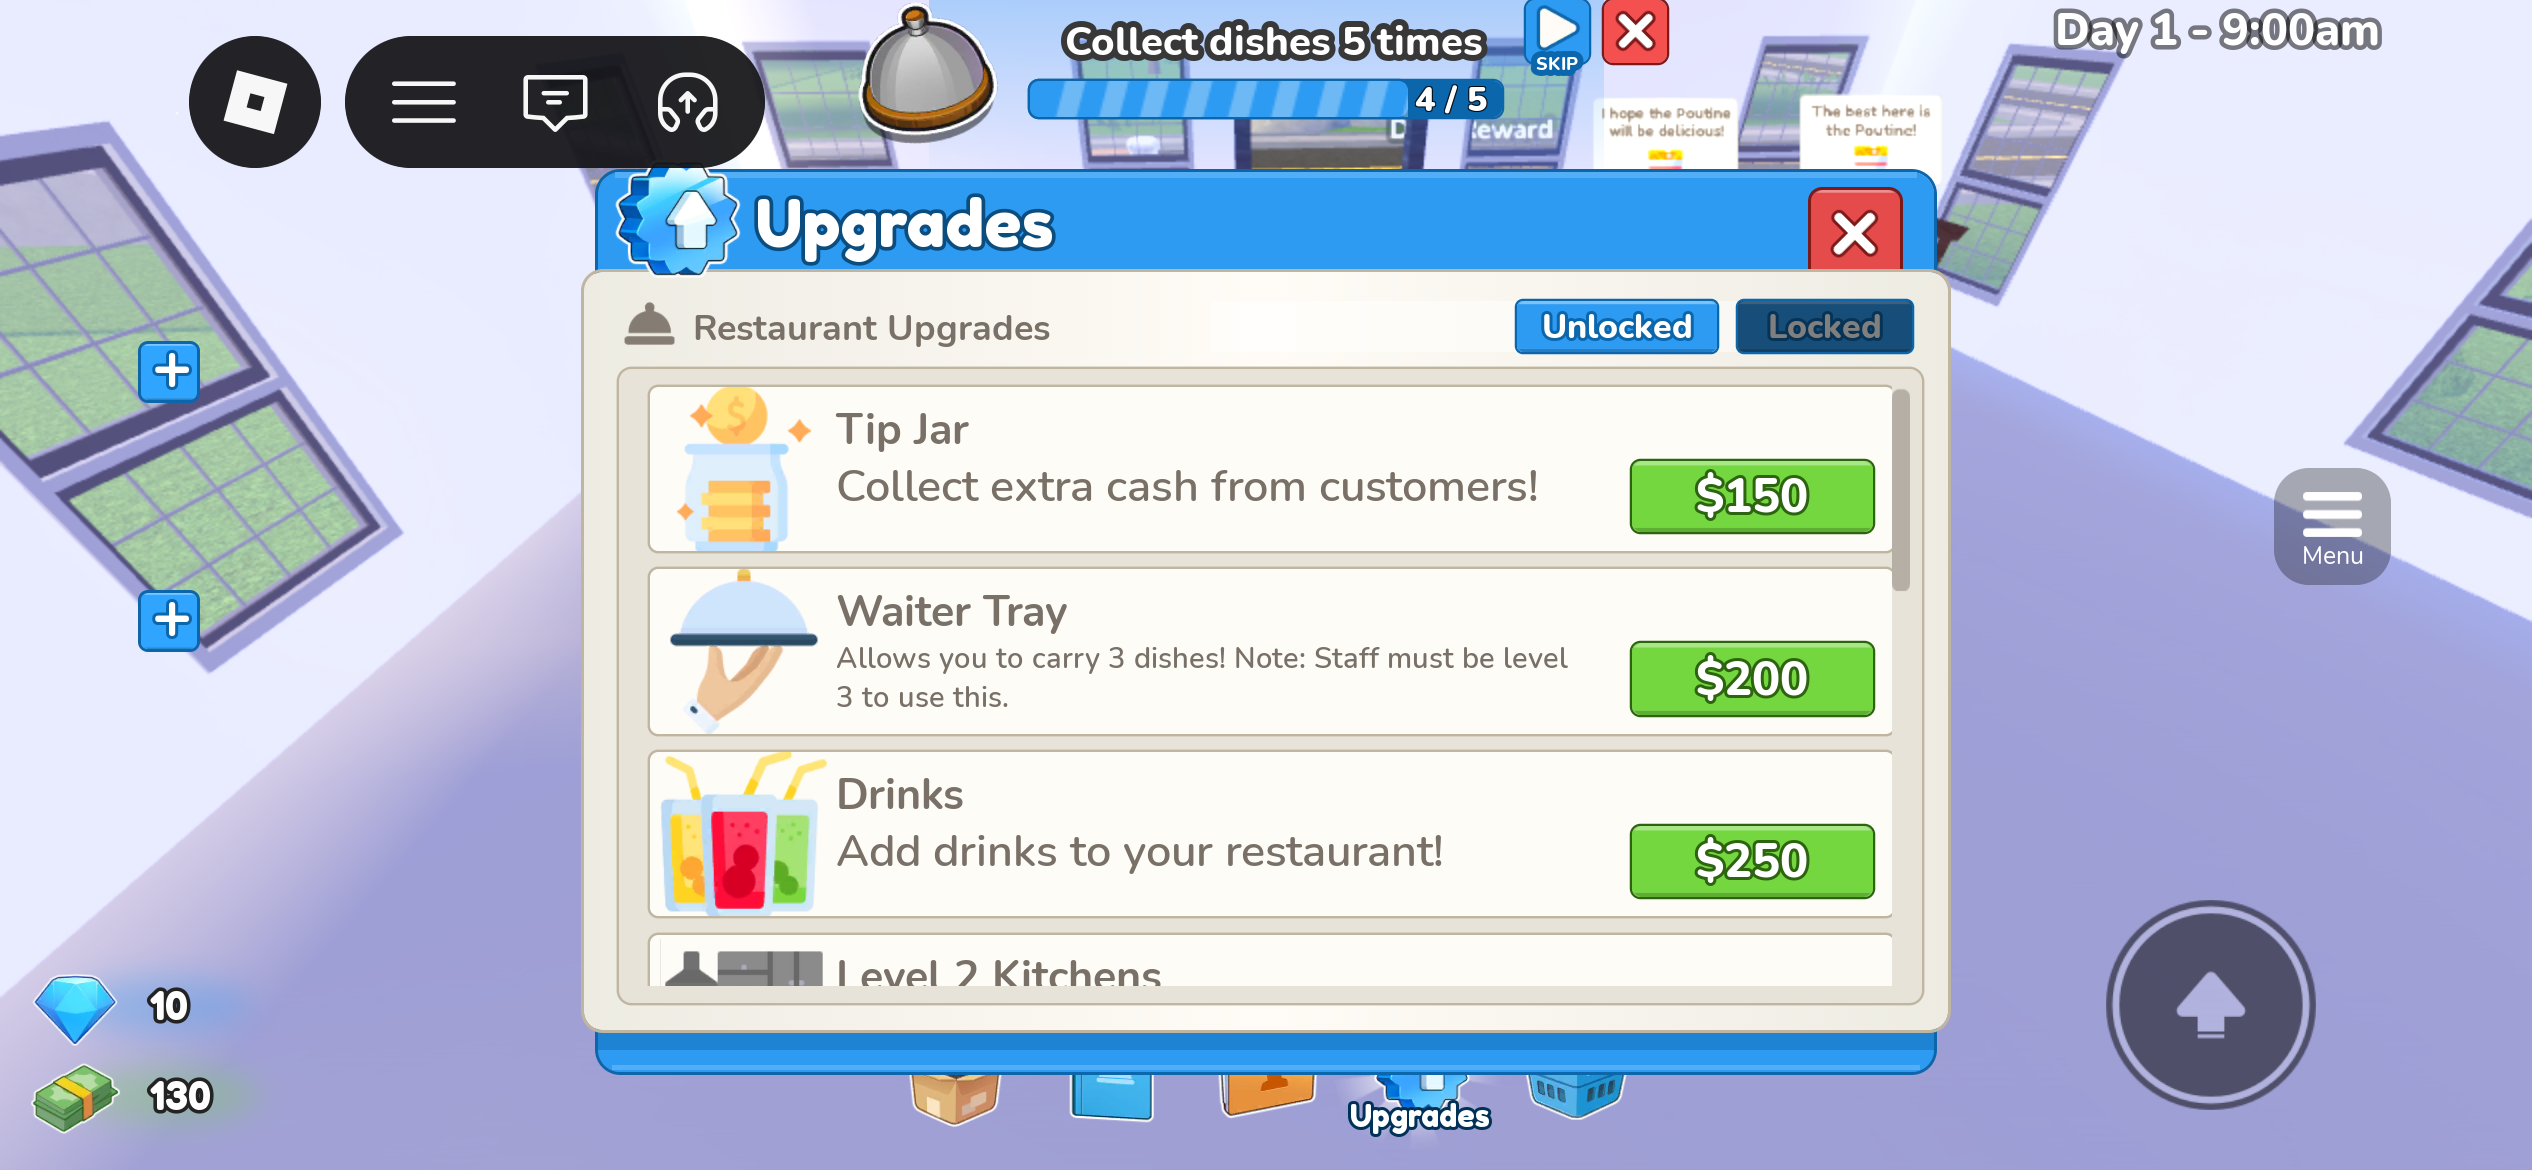 Collect dishes 5 times
SKIP
4 / 5
Day 1 - 9:00am
I hope the Poutine
will be delicious!
The best here is
the Poutine!
Upgrades
Restaurant Upgrades
Unlocked
Locked
Tip Jar
Collect extra cash from customers!
$150
Waiter Tray
Allows you to carry 3 dishes! Note: Staff must be level
3 to use this.
$200
Drinks
Add drinks to your restaurant!
$250
Level 2 Kitchens
Menu
10
130
Upgrades